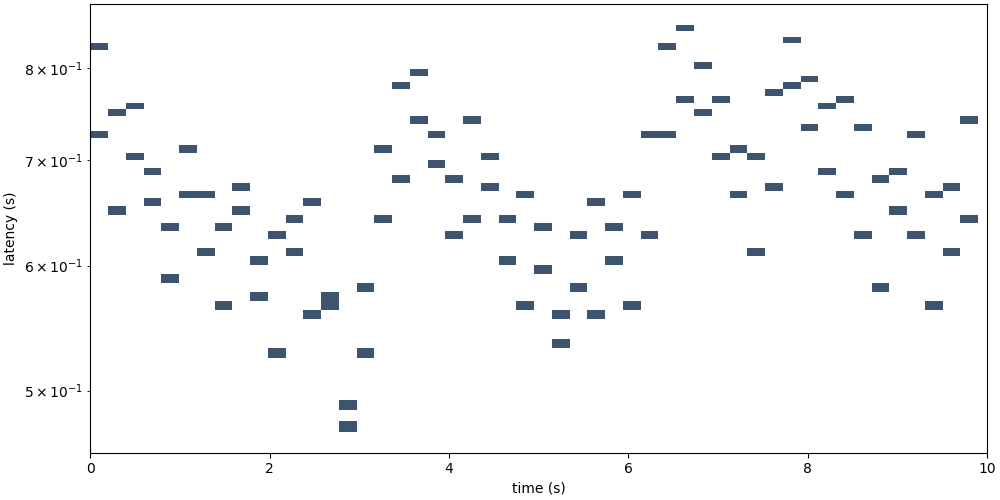 8 × 10⁻¹
7 × 10⁻¹
6 × 10⁻¹
5 × 10⁻¹
latency (s)
0 2 4 6 8 10
time (s)